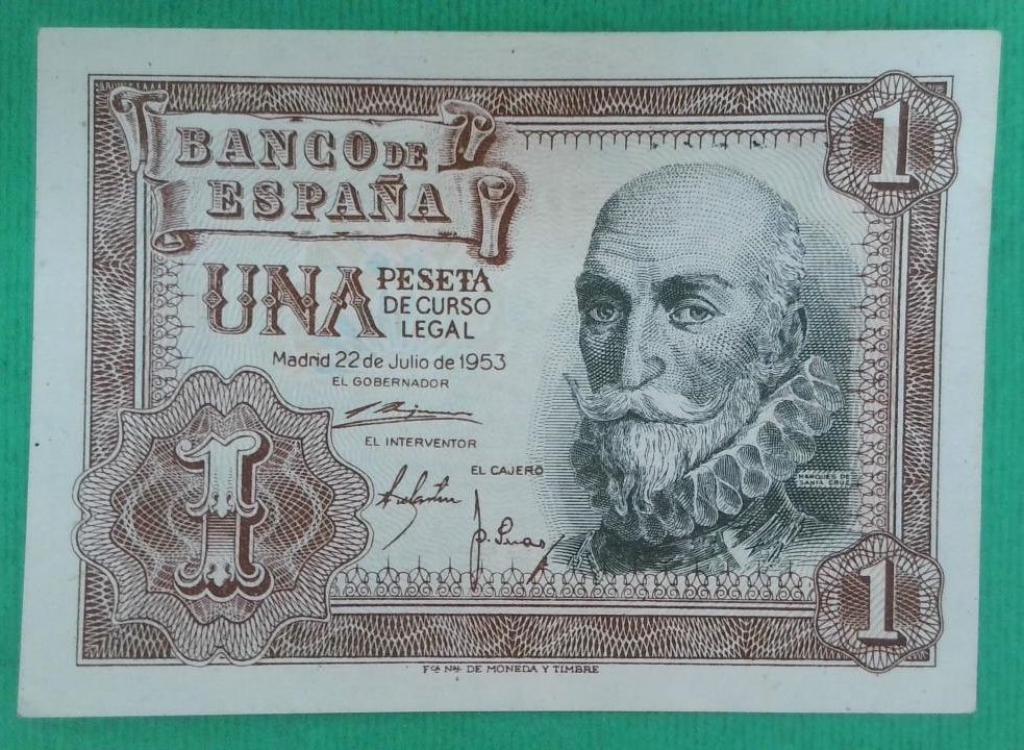 BANCO DE
ESPAÑA
1
UNA PESETA
DE CURSO
LEGAL
Madrid 22 de Julio de 1953
EL GOBERNADOR
EL INTERVENTOR
EL CAJERO
MARQUES DE
SANTA CRUZ
1
1
Fca. Nal. DE MONEDA Y TIMBRE